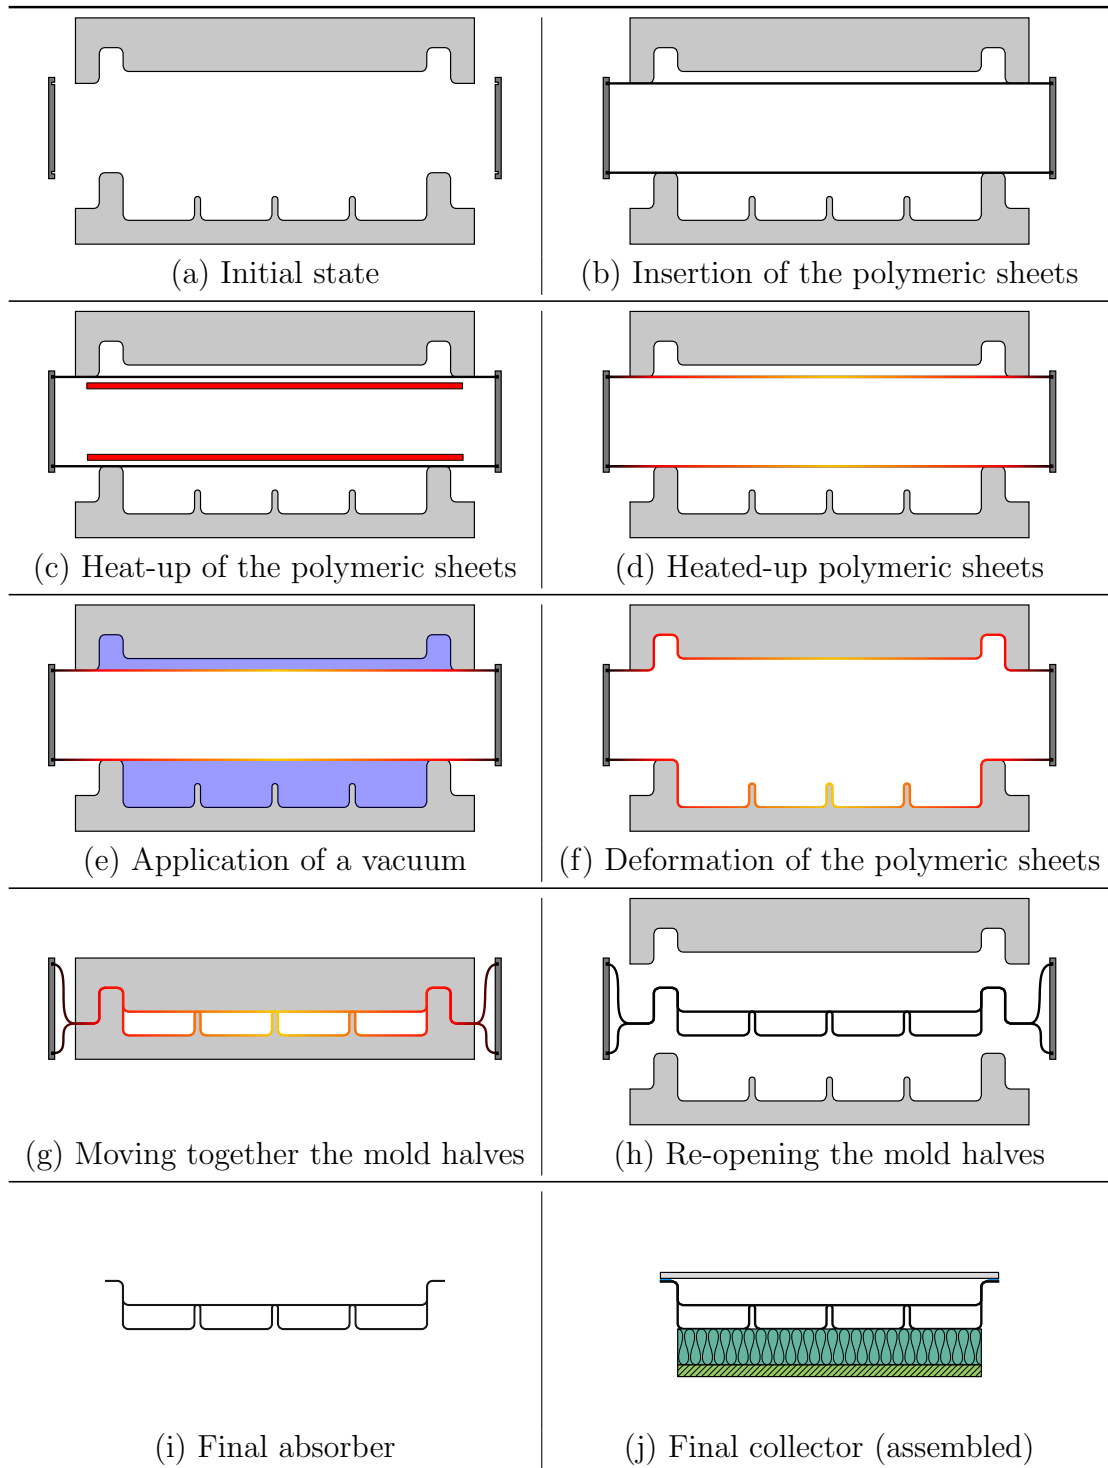 (a) Initial state
(b) Insertion of the polymeric sheets
(c) Heat-up of the polymeric sheets
(d) Heated-up polymeric sheets
(e) Application of a vacuum
(f) Deformation of the polymeric sheets
(g) Moving together the mold halves
(h) Re-opening the mold halves
(i) Final absorber
(j) Final collector (assembled)